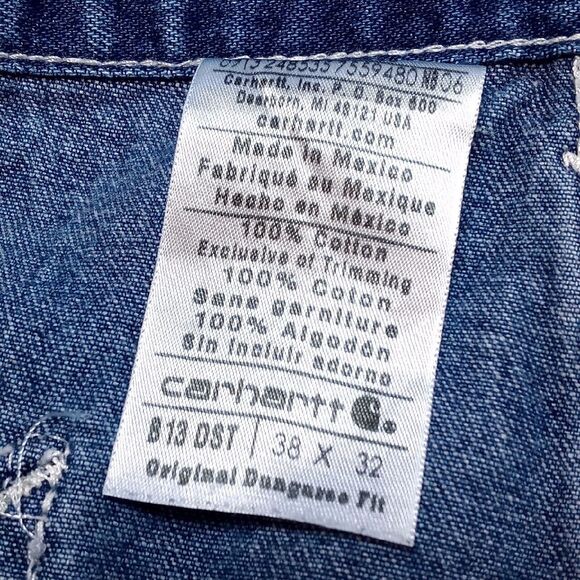 Carhartt, Inc. P. O. Box 600
Dearborn, MI 48121 USA
carhartt.com
Made in Mexico
Fabriqué au Mexique
Hecho en México
100% Cotton
Exclusive of Trimming
100% Coton
Sans garniture
100% Algodón
Sin incluir adorno
carhartt
B13 DST 38 X 32
Original Dungaree Fit